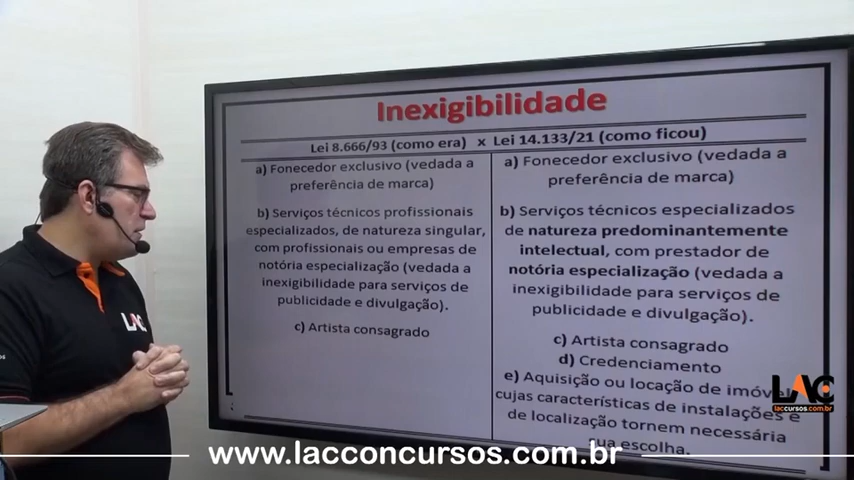 Inexigibilidade
Lei 8.666/93 (como era) x Lei 14.133/21 (como ficou)
a) Fonecedor exclusivo (vedada a
preferência de marca)
b) Serviços técnicos profissionais
especializados, de natureza singular,
com profissionais ou empresas de
notória especialização (vedada a
inexigibilidade para serviços de
publicidade e divulgação).
c) Artista consagrado
a) Fonecedor exclusivo (vedada a
preferência de marca)
b) Serviços técnicos especializados
de natureza predominantemente
intelectual, com prestador de
notória especialização (vedada a
inexigibilidade para serviços de
publicidade e divulgação).
c) Artista consagrado
d) Credenciamento
e) Aquisição ou locação de
cujas características de instalações e
de localização tornem necessária
escolha.
LAC
LAC
laccursos.com.br
www.lacconcursos.com.br